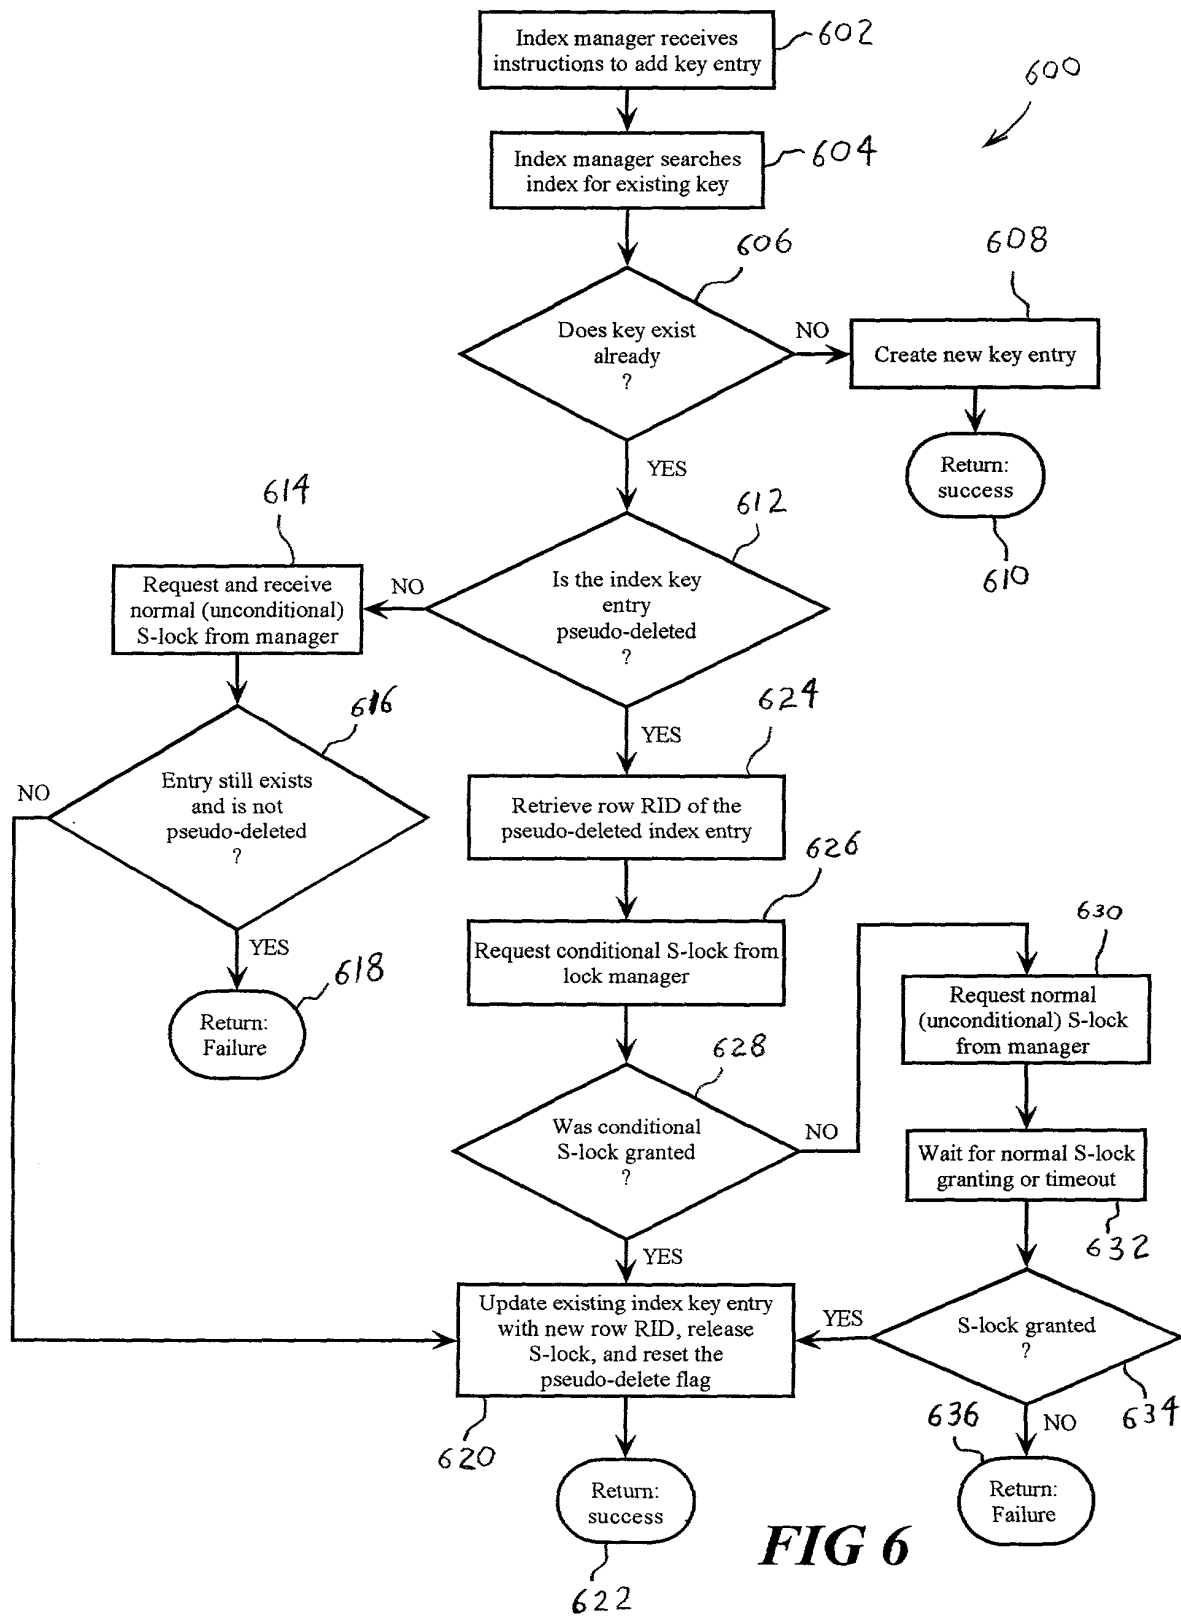 Index manager receives
instructions to add key entry
602
600
Index manager searches
index for existing key
604
606
608
Does key exist
already
?
NO
Create new key entry
YES
Return:
success
610
614
612
Request and receive
normal (unconditional)
S-lock from manager
NO
Is the index key
entry
pseudo-deleted
?
616
624
YES
NO
Entry still exists
and is not
pseudo-deleted
?
Retrieve row RID of the
pseudo-deleted index entry
626
YES
618
Return:
Failure
Request conditional S-lock from
lock manager
630
Request normal
(unconditional) S-lock
from manager
628
Was conditional
S-lock granted
?
NO
Wait for normal S-lock
granting or timeout
632
YES
Update existing index key entry
with new row RID, release
S-lock, and reset the
pseudo-delete flag
YES
S-lock granted
?
634
620
636
NO
Return:
success
Return:
Failure
622
FIG 6